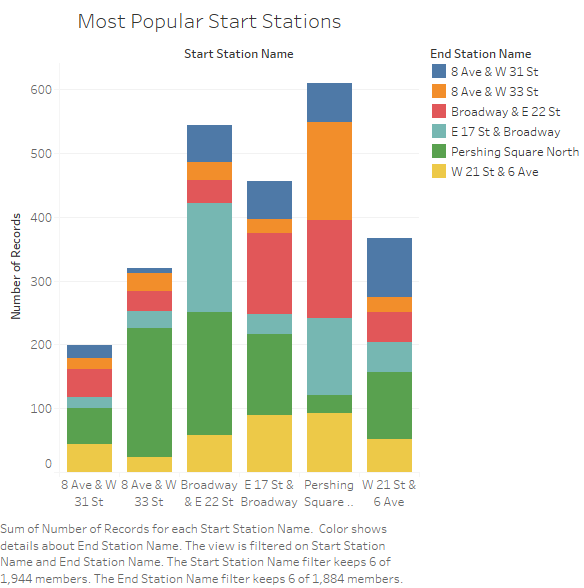 Most Popular Start Stations
Start Station Name
End Station Name
8 Ave & W 31 St
8 Ave & W 33 St
Broadway & E 22 St
E 17 St & Broadway
Pershing Square North
W 21 St & 6 Ave
Number of Records
600
500
400
300
200
100
0
8 Ave & W
31 St
8 Ave & W
33 St
Broadway
& E 22 St
E 17 St &
Broadway
Pershing
Square ..
W 21 St &
6 Ave
Sum of Number of Records for each Start Station Name.  Color shows
details about End Station Name. The view is filtered on Start Station
Name and End Station Name. The Start Station Name filter keeps 6 of
1,944 members. The End Station Name filter keeps 6 of 1,884 members.